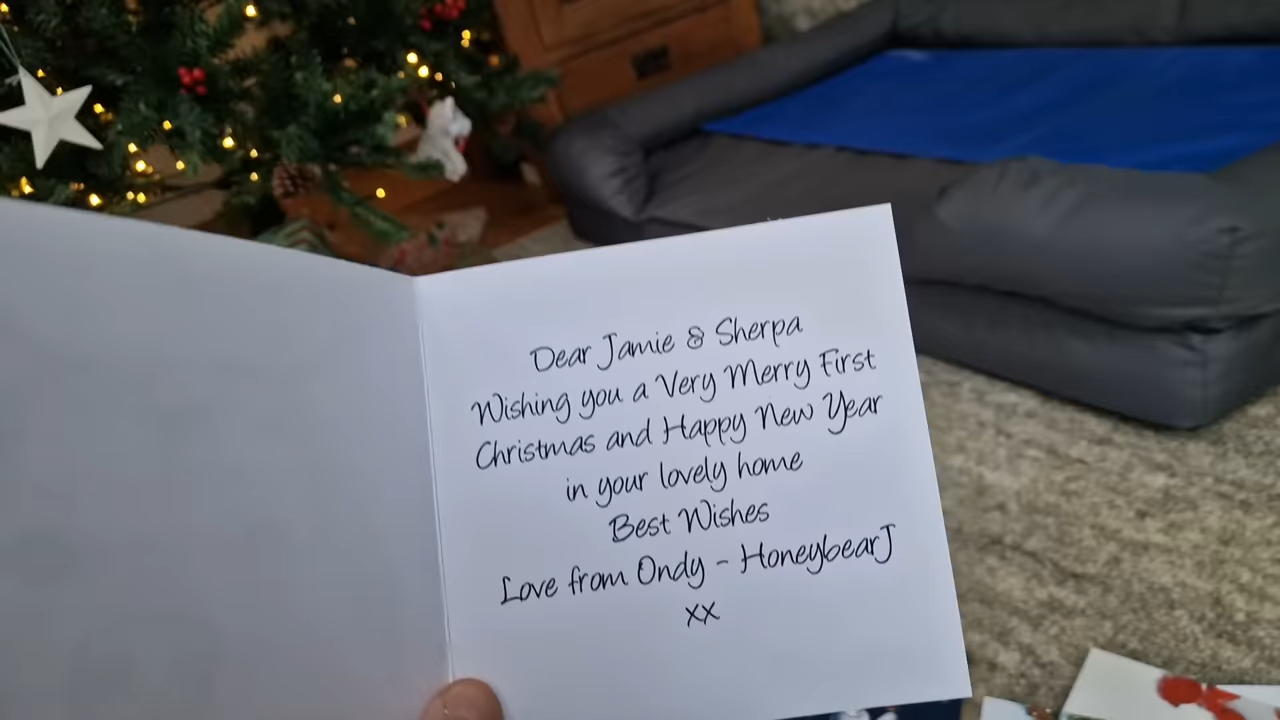 Dear Jamie & Sherpa
Wishing you a Very Merry First
Christmas and Happy New Year
in your lovely home
Best Wishes
Love from Ondy - HoneybearJ
xx